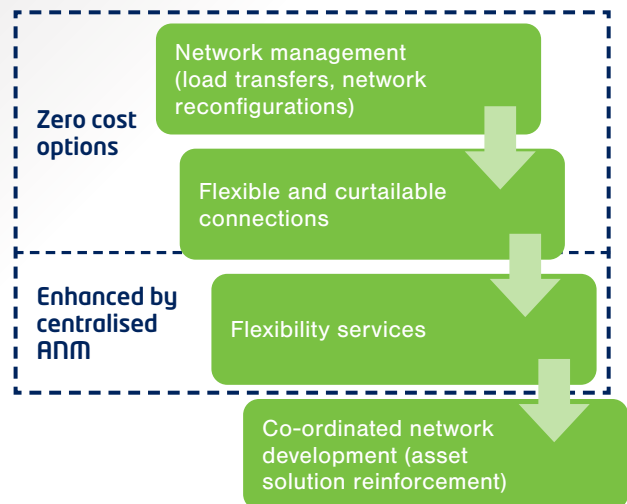 Network management
(load transfers, network
reconfigurations)
Zero cost
options
Flexible and curtailable
connections
Enhanced by
centralised
ANM
Flexibility services
Co-ordinated network
development (asset
solution reinforcement)